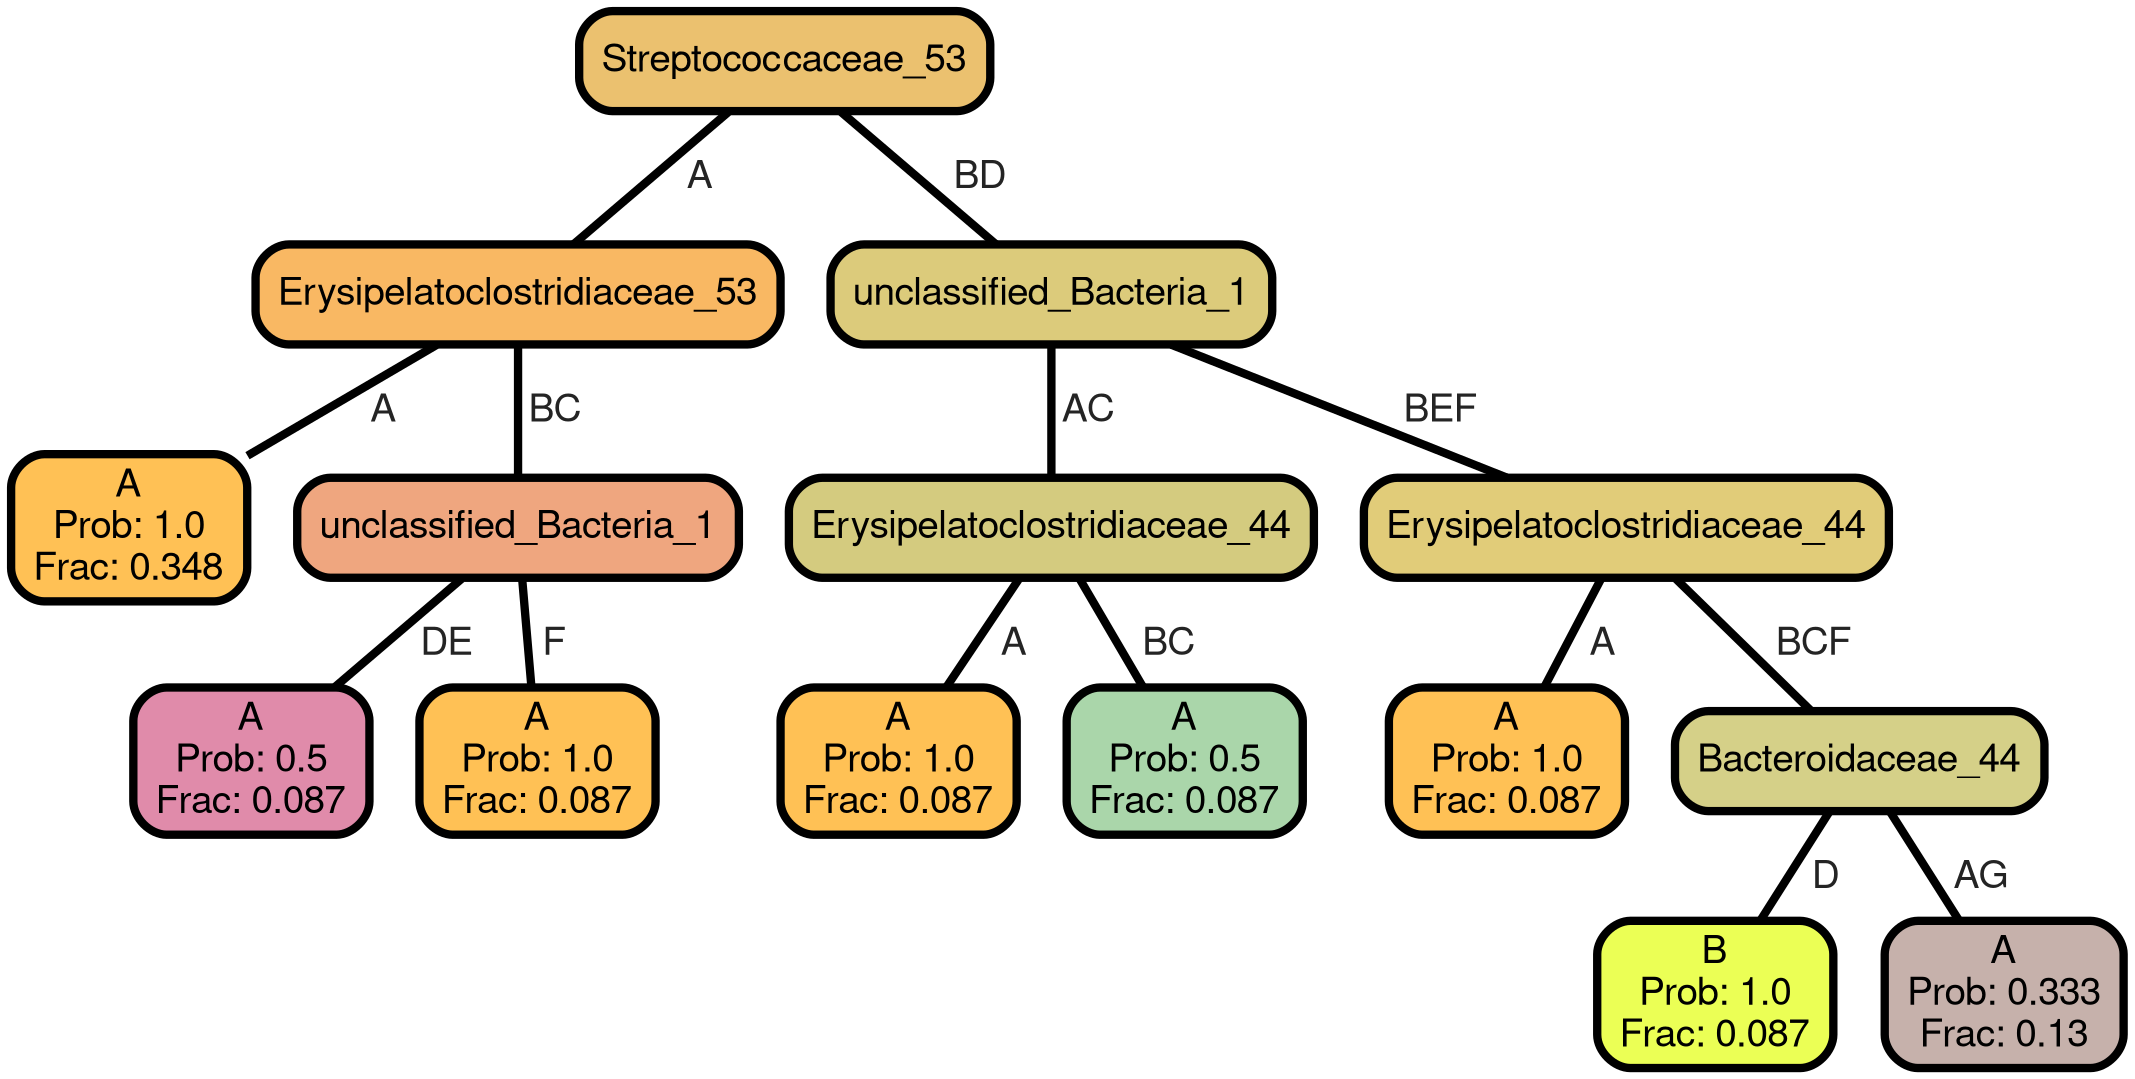 Streptococcaceae_53
A
BD
Erysipelatoclostridiaceae_53
unclassified_Bacteria_1
A
BC
AC
BEF
A
Prob: 1.0
Frac: 0.348
unclassified_Bacteria_1
Erysipelatoclostridiaceae_44
Erysipelatoclostridiaceae_44
DE
F
A
BC
A
BCF
A
Prob: 0.5
Frac: 0.087
A
Prob: 1.0
Frac: 0.087
A
Prob: 1.0
Frac: 0.087
A
Prob: 0.5
Frac: 0.087
A
Prob: 1.0
Frac: 0.087
Bacteroidaceae_44
D
AG
B
Prob: 1.0
Frac: 0.087
A
Prob: 0.333
Frac: 0.13